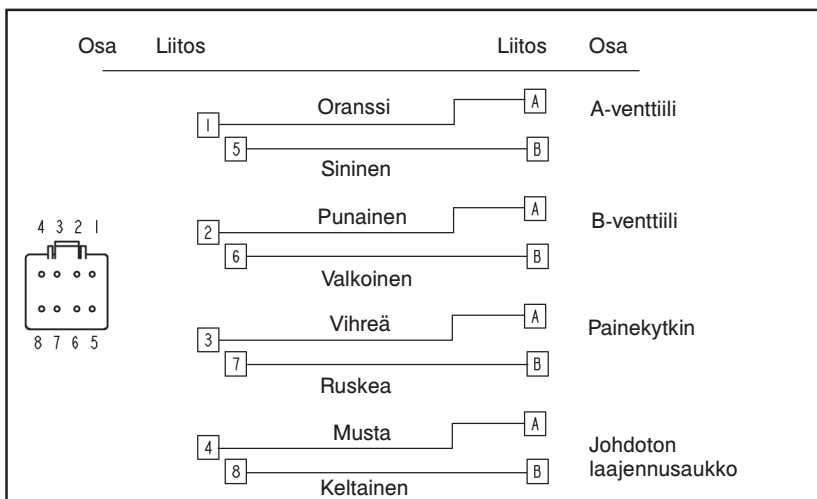 Osa Liitos Liitos Osa
Oranssi A A-venttiili
1
5 B
Sininen
Punainen A B-venttiili
2
6 B
Valkoinen
4 3 2 1
Vihreä A Painekytkin
3
8 7 6 5
7 B
Ruskea
Musta A
4 Johdoton
8 B laajennusaukko
Keltainen